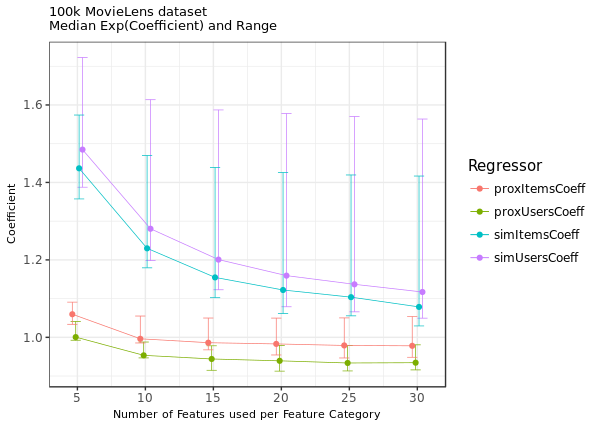 100k MovieLens dataset
Median Exp(Coefficient) and Range
1.6
1.4
1.2
1.0
Coefficient
5 10 15 20 25 30
Number of Features used per Feature Category
Regressor
proxItemsCoeff
proxUsersCoeff
simItemsCoeff
simUsersCoeff